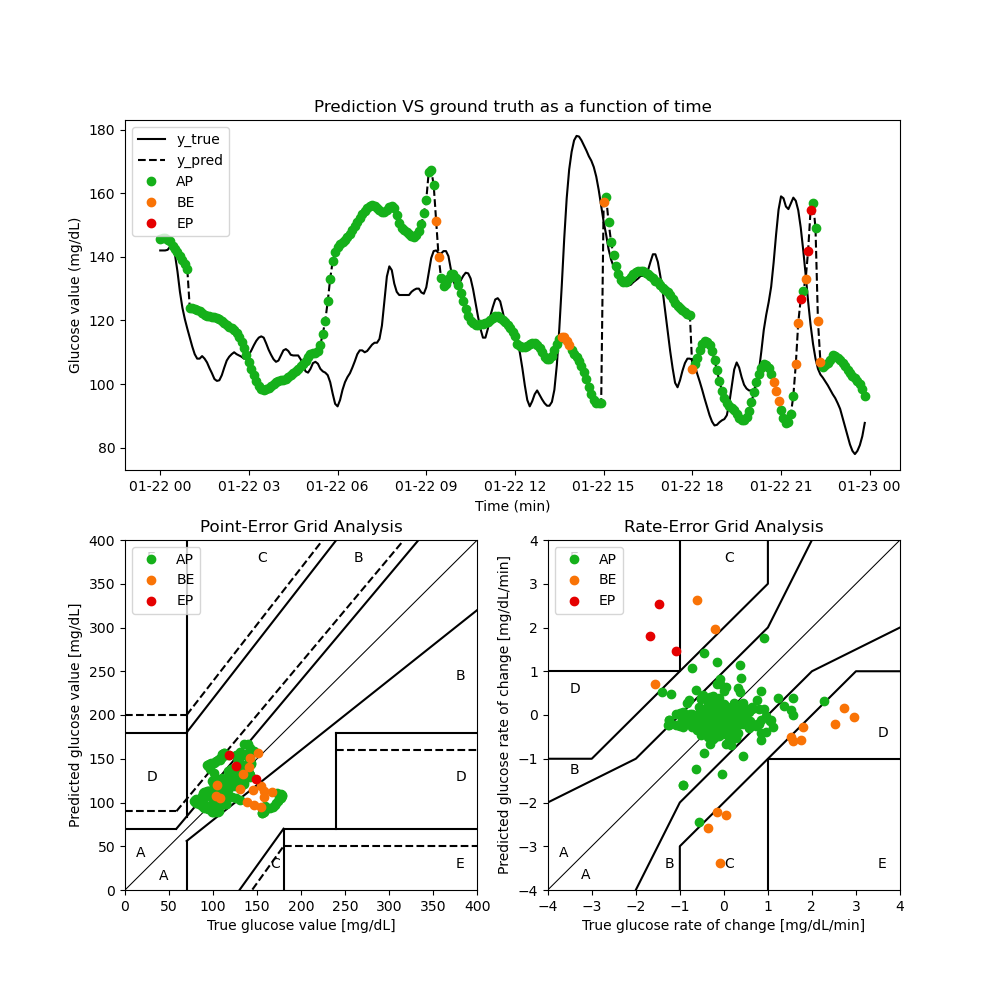 Prediction VS ground truth as a function of time
Glucose value (mg/dL)
180
160
140
120
100
80
y_true
y_pred
AP
BE
EP
01-22 00 01-22 03 01-22 06 01-22 09 01-22 12 01-22 15 01-22 18 01-22 21 01-23 00
Time (min)
Point-Error Grid Analysis
Predicted glucose value [mg/dL]
400
350
300
250
200
150
100
50
0
AP
BE
EP
C B
B
D D
A
A
C E
0 50 100 150 200 250 300 350 400
True glucose value [mg/dL]
Rate-Error Grid Analysis
Predicted glucose rate of change [mg/dL/min]
4
3
2
1
0
−1
−2
−3
−4
AP
BE
EP
C
D
D
B
A
A
B C E
−4 −3 −2 −1 0 1 2 3 4
True glucose rate of change [mg/dL/min]